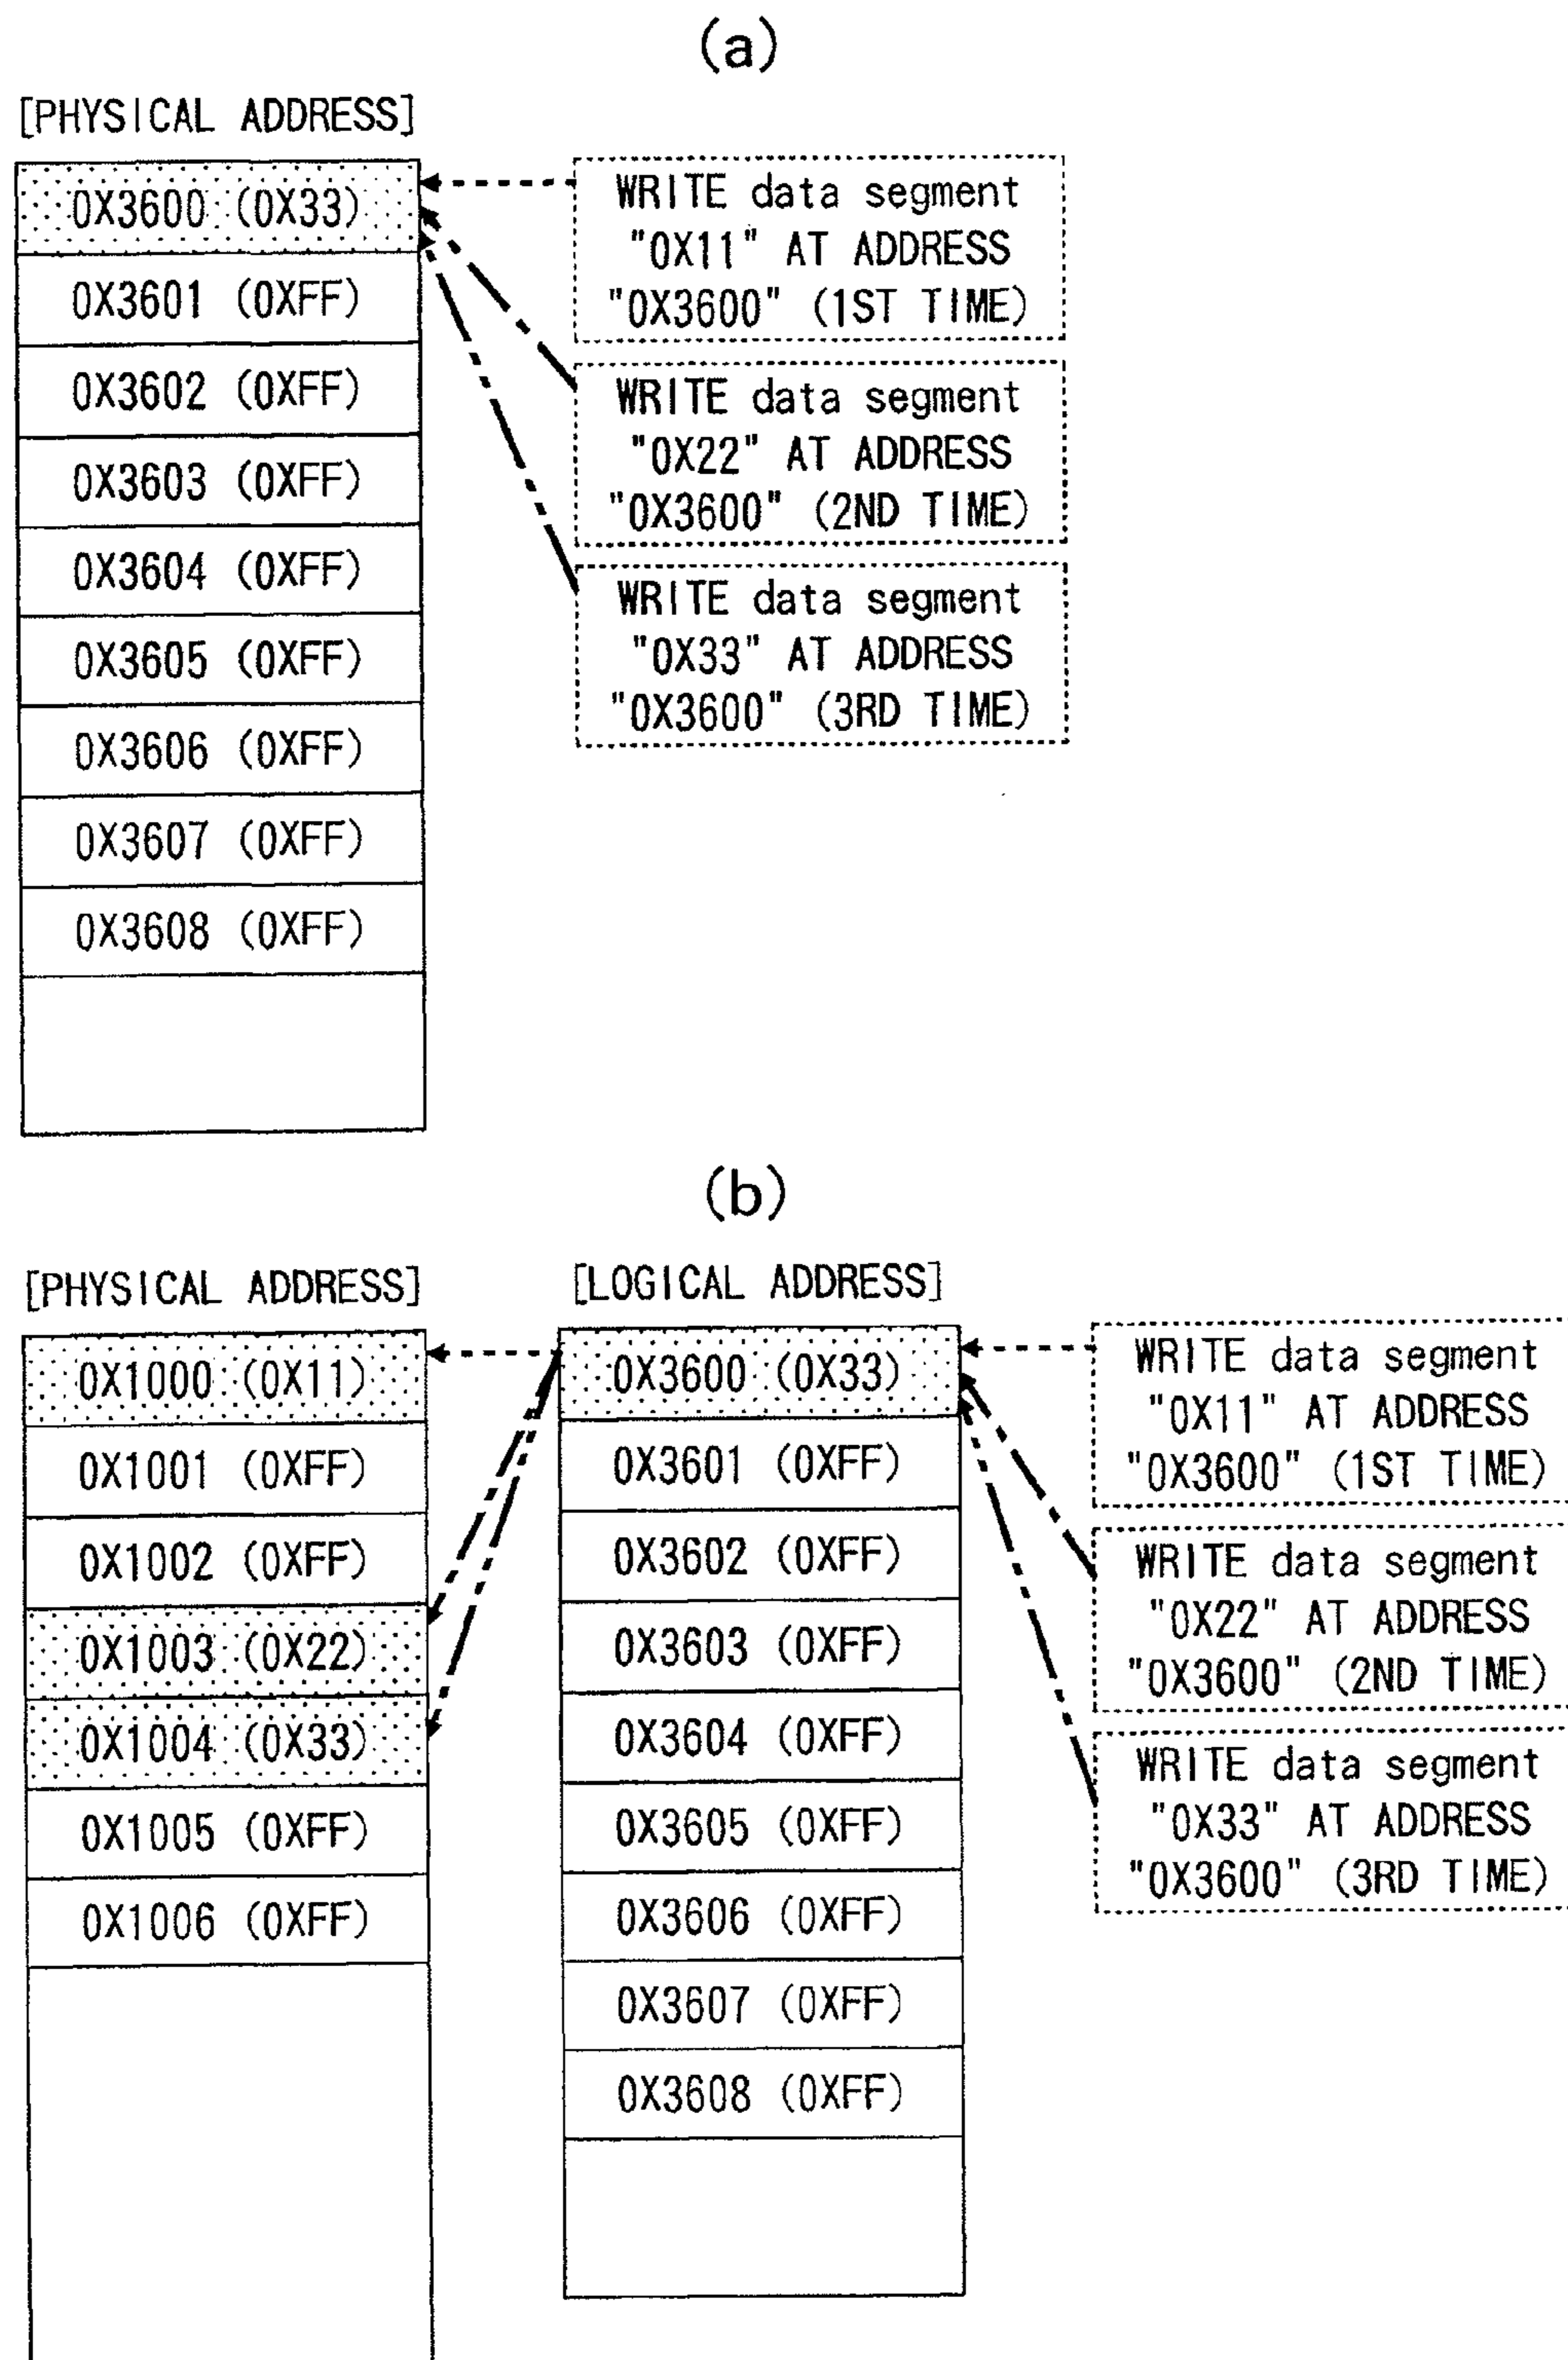 (a)
[PHYSICAL ADDRESS]
0X3600 (0X33)
0X3601 (0XFF)
0X3602 (0XFF)
0X3603 (0XFF)
0X3604 (0XFF)
0X3605 (0XFF)
0X3606 (0XFF)
0X3607 (0XFF)
0X3608 (0XFF)
WRITE data segment
"0X11" AT ADDRESS
"0X3600" (1ST TIME)
WRITE data segment
"0X22" AT ADDRESS
"0X3600" (2ND TIME)
WRITE data segment
"0X33" AT ADDRESS
"0X3600" (3RD TIME)
(b)
[PHYSICAL ADDRESS]
0X1000 (0X11)
0X1001 (0XFF)
0X1002 (0XFF)
0X1003 (0X22)
0X1004 (0X33)
0X1005 (0XFF)
0X1006 (0XFF)
[LOGICAL ADDRESS]
0X3600 (0X33)
0X3601 (0XFF)
0X3602 (0XFF)
0X3603 (0XFF)
0X3604 (0XFF)
0X3605 (0XFF)
0X3606 (0XFF)
0X3607 (0XFF)
0X3608 (0XFF)
WRITE data segment
"0X11" AT ADDRESS
"0X3600" (1ST TIME)
WRITE data segment
"0X22" AT ADDRESS
"0X3600" (2ND TIME)
WRITE data segment
"0X33" AT ADDRESS
"0X3600" (3RD TIME)